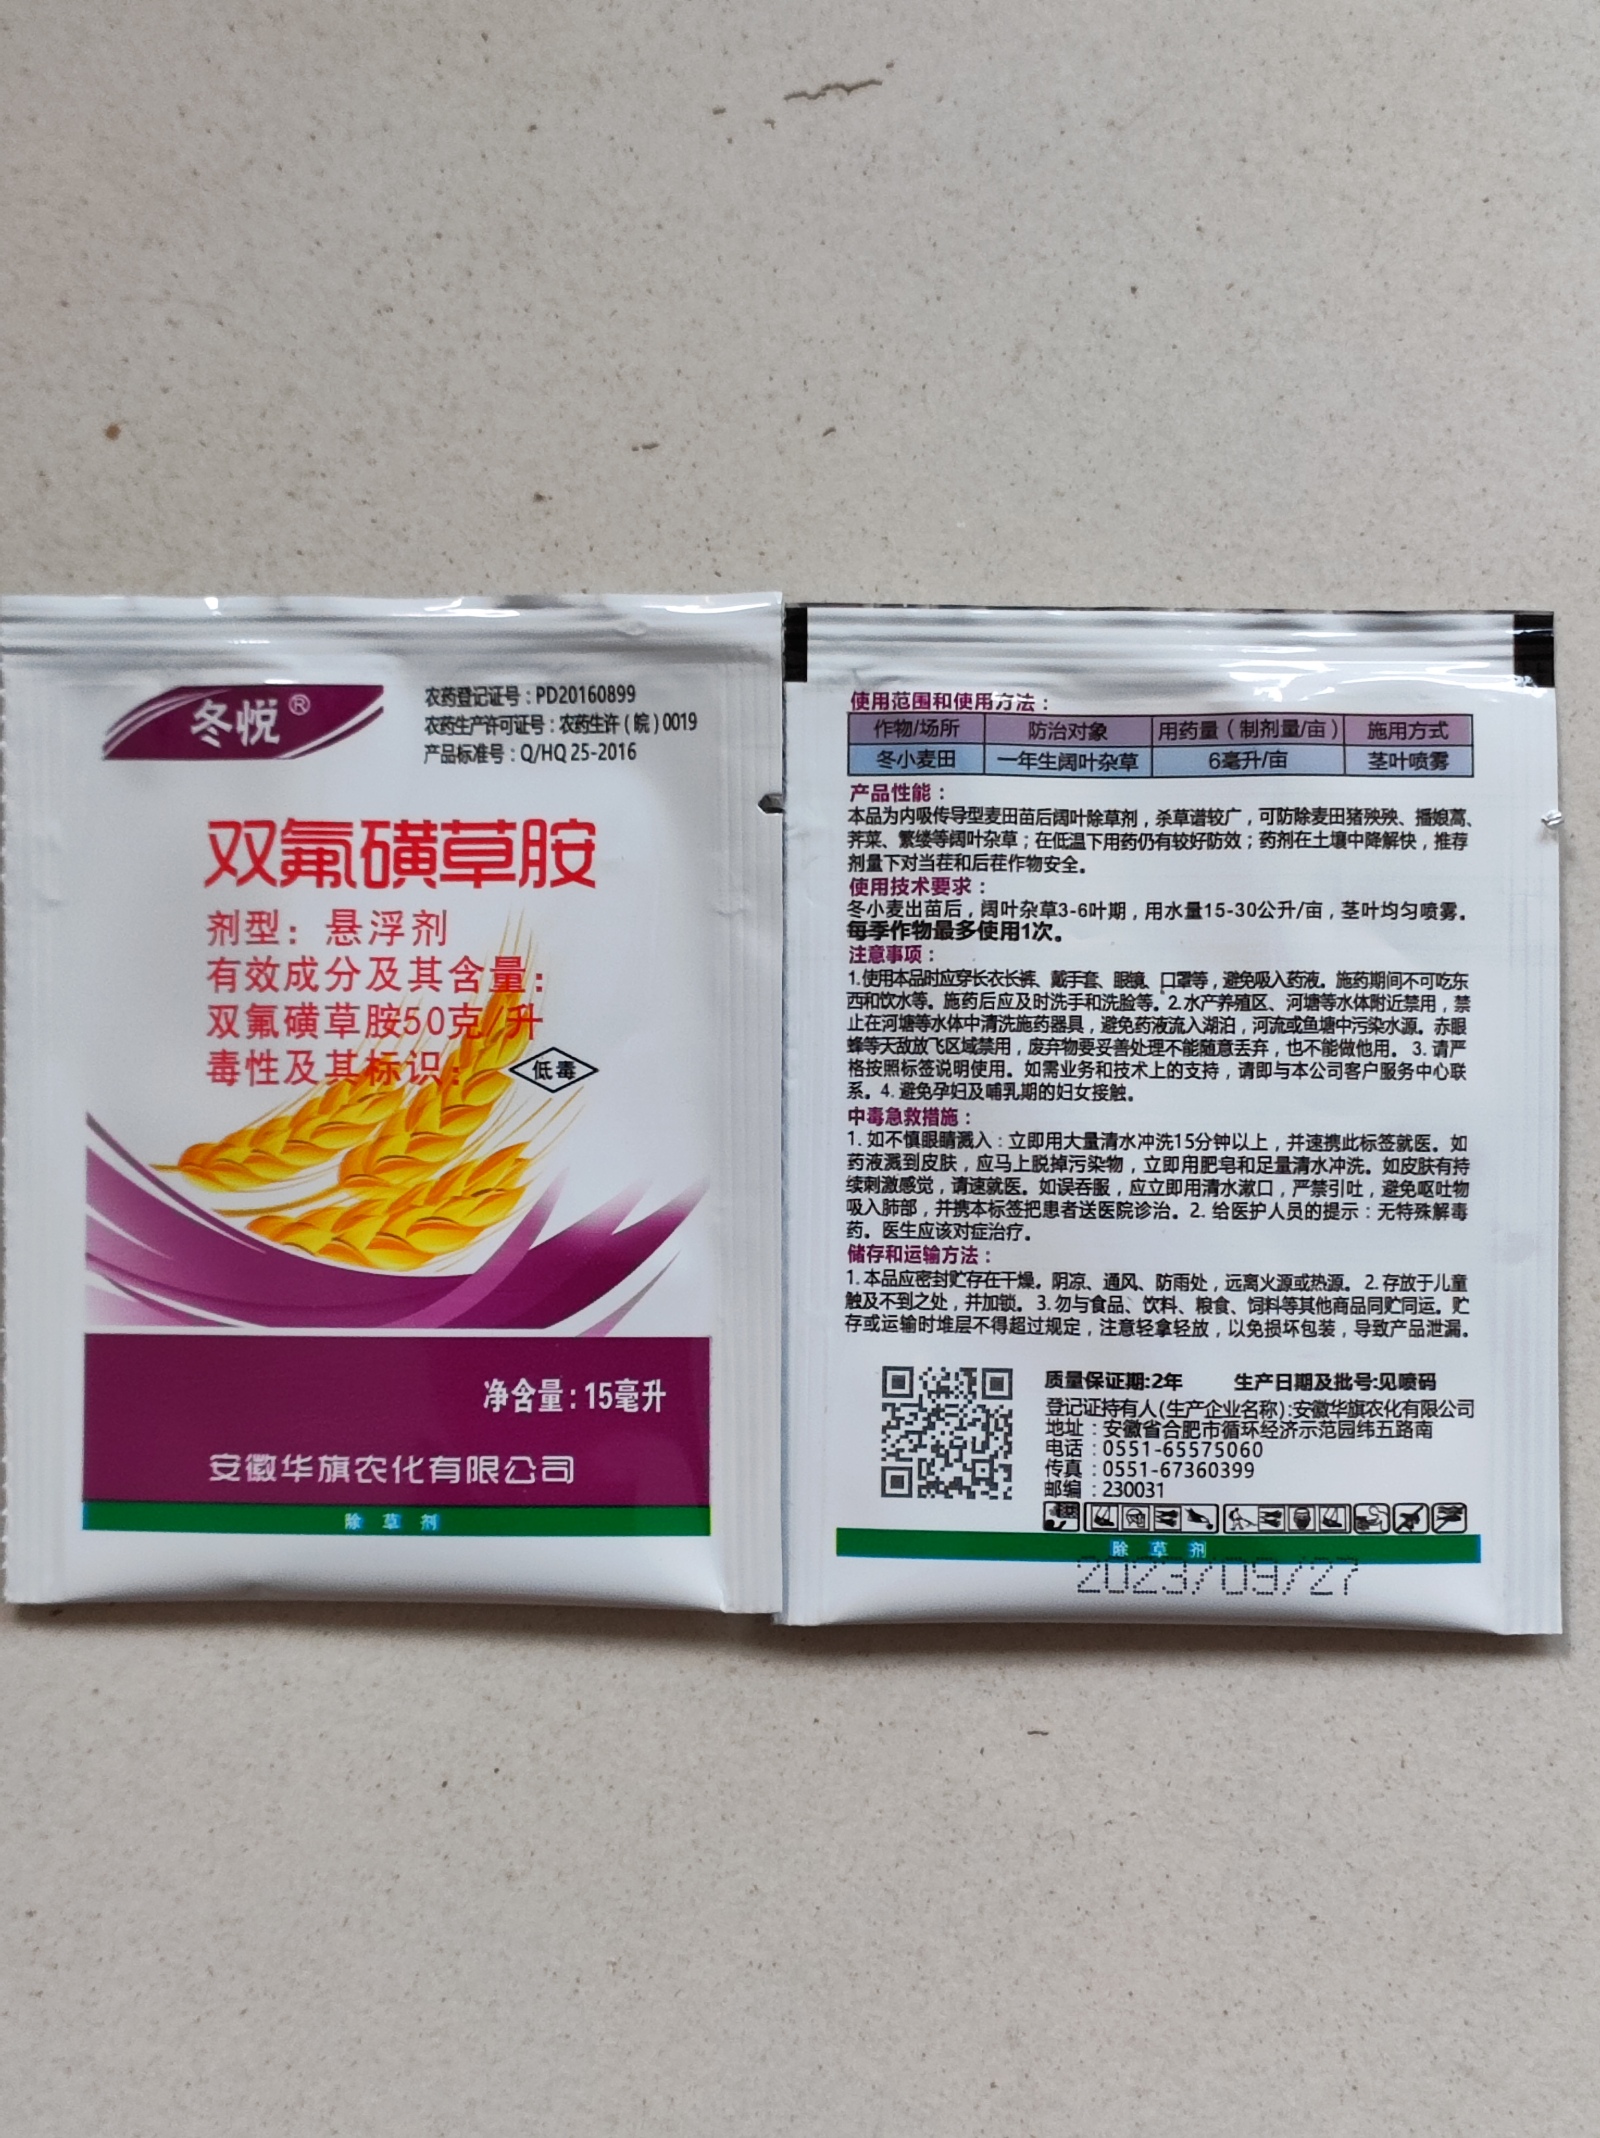 冬悦®
农药登记证号：PD20160899
农药生产许可证号：农药生许（皖）0019
产品标准号：Q/HQ 25-2016
双氟磺草胺
剂型：悬浮剂
有效成分及其含量：
双氟磺草胺50克/升
毒性及其标识：
低毒
净含量：15毫升
安徽华旗农化有限公司
除草剂
使用范围和使用方法：
作物/场所 防治对象 用药量（制剂量/亩） 施用方式
冬小麦田 一年生阔叶杂草 6毫升/亩 茎叶喷雾
产品性能：
本品为内吸传导型麦田苗后阔叶除草剂，杀草谱较广，可防除麦田猪殃殃、播娘蒿、
荠菜、繁缕等阔叶杂草；在低温下用药仍有较好防效；药剂在土壤中降解快，推荐
剂量下对当茬和后茬作物安全。
使用技术要求：
冬小麦出苗后，阔叶杂草3-6叶期，用水量15-30公升/亩，茎叶均匀喷雾。
每季作物最多使用1次。
注意事项：
1.使用本品时应穿长衣长裤、戴手套、眼镜、口罩等，避免吸入药液。施药期间不可吃东
西和饮水等。施药后应及时洗手和洗脸等。2.水产养殖区、河塘等水体附近禁用，禁
止在河塘等水体中清洗施药器具，避免药液流入湖泊，河流或鱼塘中污染水源。赤眼
蜂等天敌放飞区域禁用，废弃物要妥善处理不能随意丢弃，也不能做他用。3.请严
格按照标签说明使用。如需业务和技术上的支持，请即与本公司客户服务中心联
系。4.避免孕妇及哺乳期的妇女接触。
中毒急救措施：
1.如不慎眼睛溅入：立即用大量清水冲洗15分钟以上，并速携此标签就医。如
药液溅到皮肤，应马上脱掉污染物，立即用肥皂和足量清水冲洗。如皮肤有持
续刺激感觉，请速就医。如误吞服，应立即用清水漱口，严禁引吐，避免呕吐物
吸入肺部，并携本标签把患者送医院诊治。2.给医护人员的提示：无特殊解毒
药。医生应该对症治疗。
储存和运输方法：
1.本品应密封贮存在干燥。阴凉、通风、防雨处，远离火源或热源。2.存放于儿童
触及不到之处，并加锁。3.勿与食品、饮料、粮食、饲料等其他商品同贮同运。贮
存或运输时堆层不得超过规定，注意轻拿轻放，以免损坏包装，导致产品泄漏。
质量保证期：2年 生产日期及批号：见喷码
登记证持有人（生产企业名称）：安徽华旗农化有限公司
地址：安徽省合肥市循环经济示范园纬五路南
电话：0551-65575060
传真：0551-67360399
邮编：230031
除草剂
2023/09/27